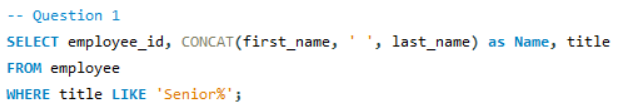 -- Question 1
SELECT employee_id, CONCAT(first_name, ' ', last_name) as Name, title
FROM employee
WHERE title LIKE 'Senior%';